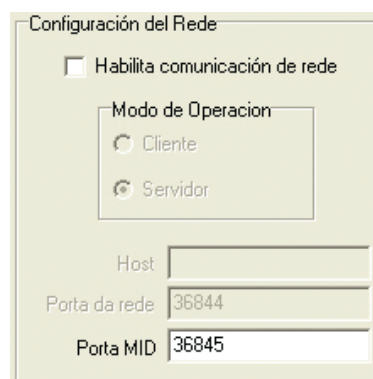 Configuración del Rede
Habilita comunicación de rede
Modo de Operacion
Cliente
Servidor
Host
Porta da rede 36844
Porta MID 36845